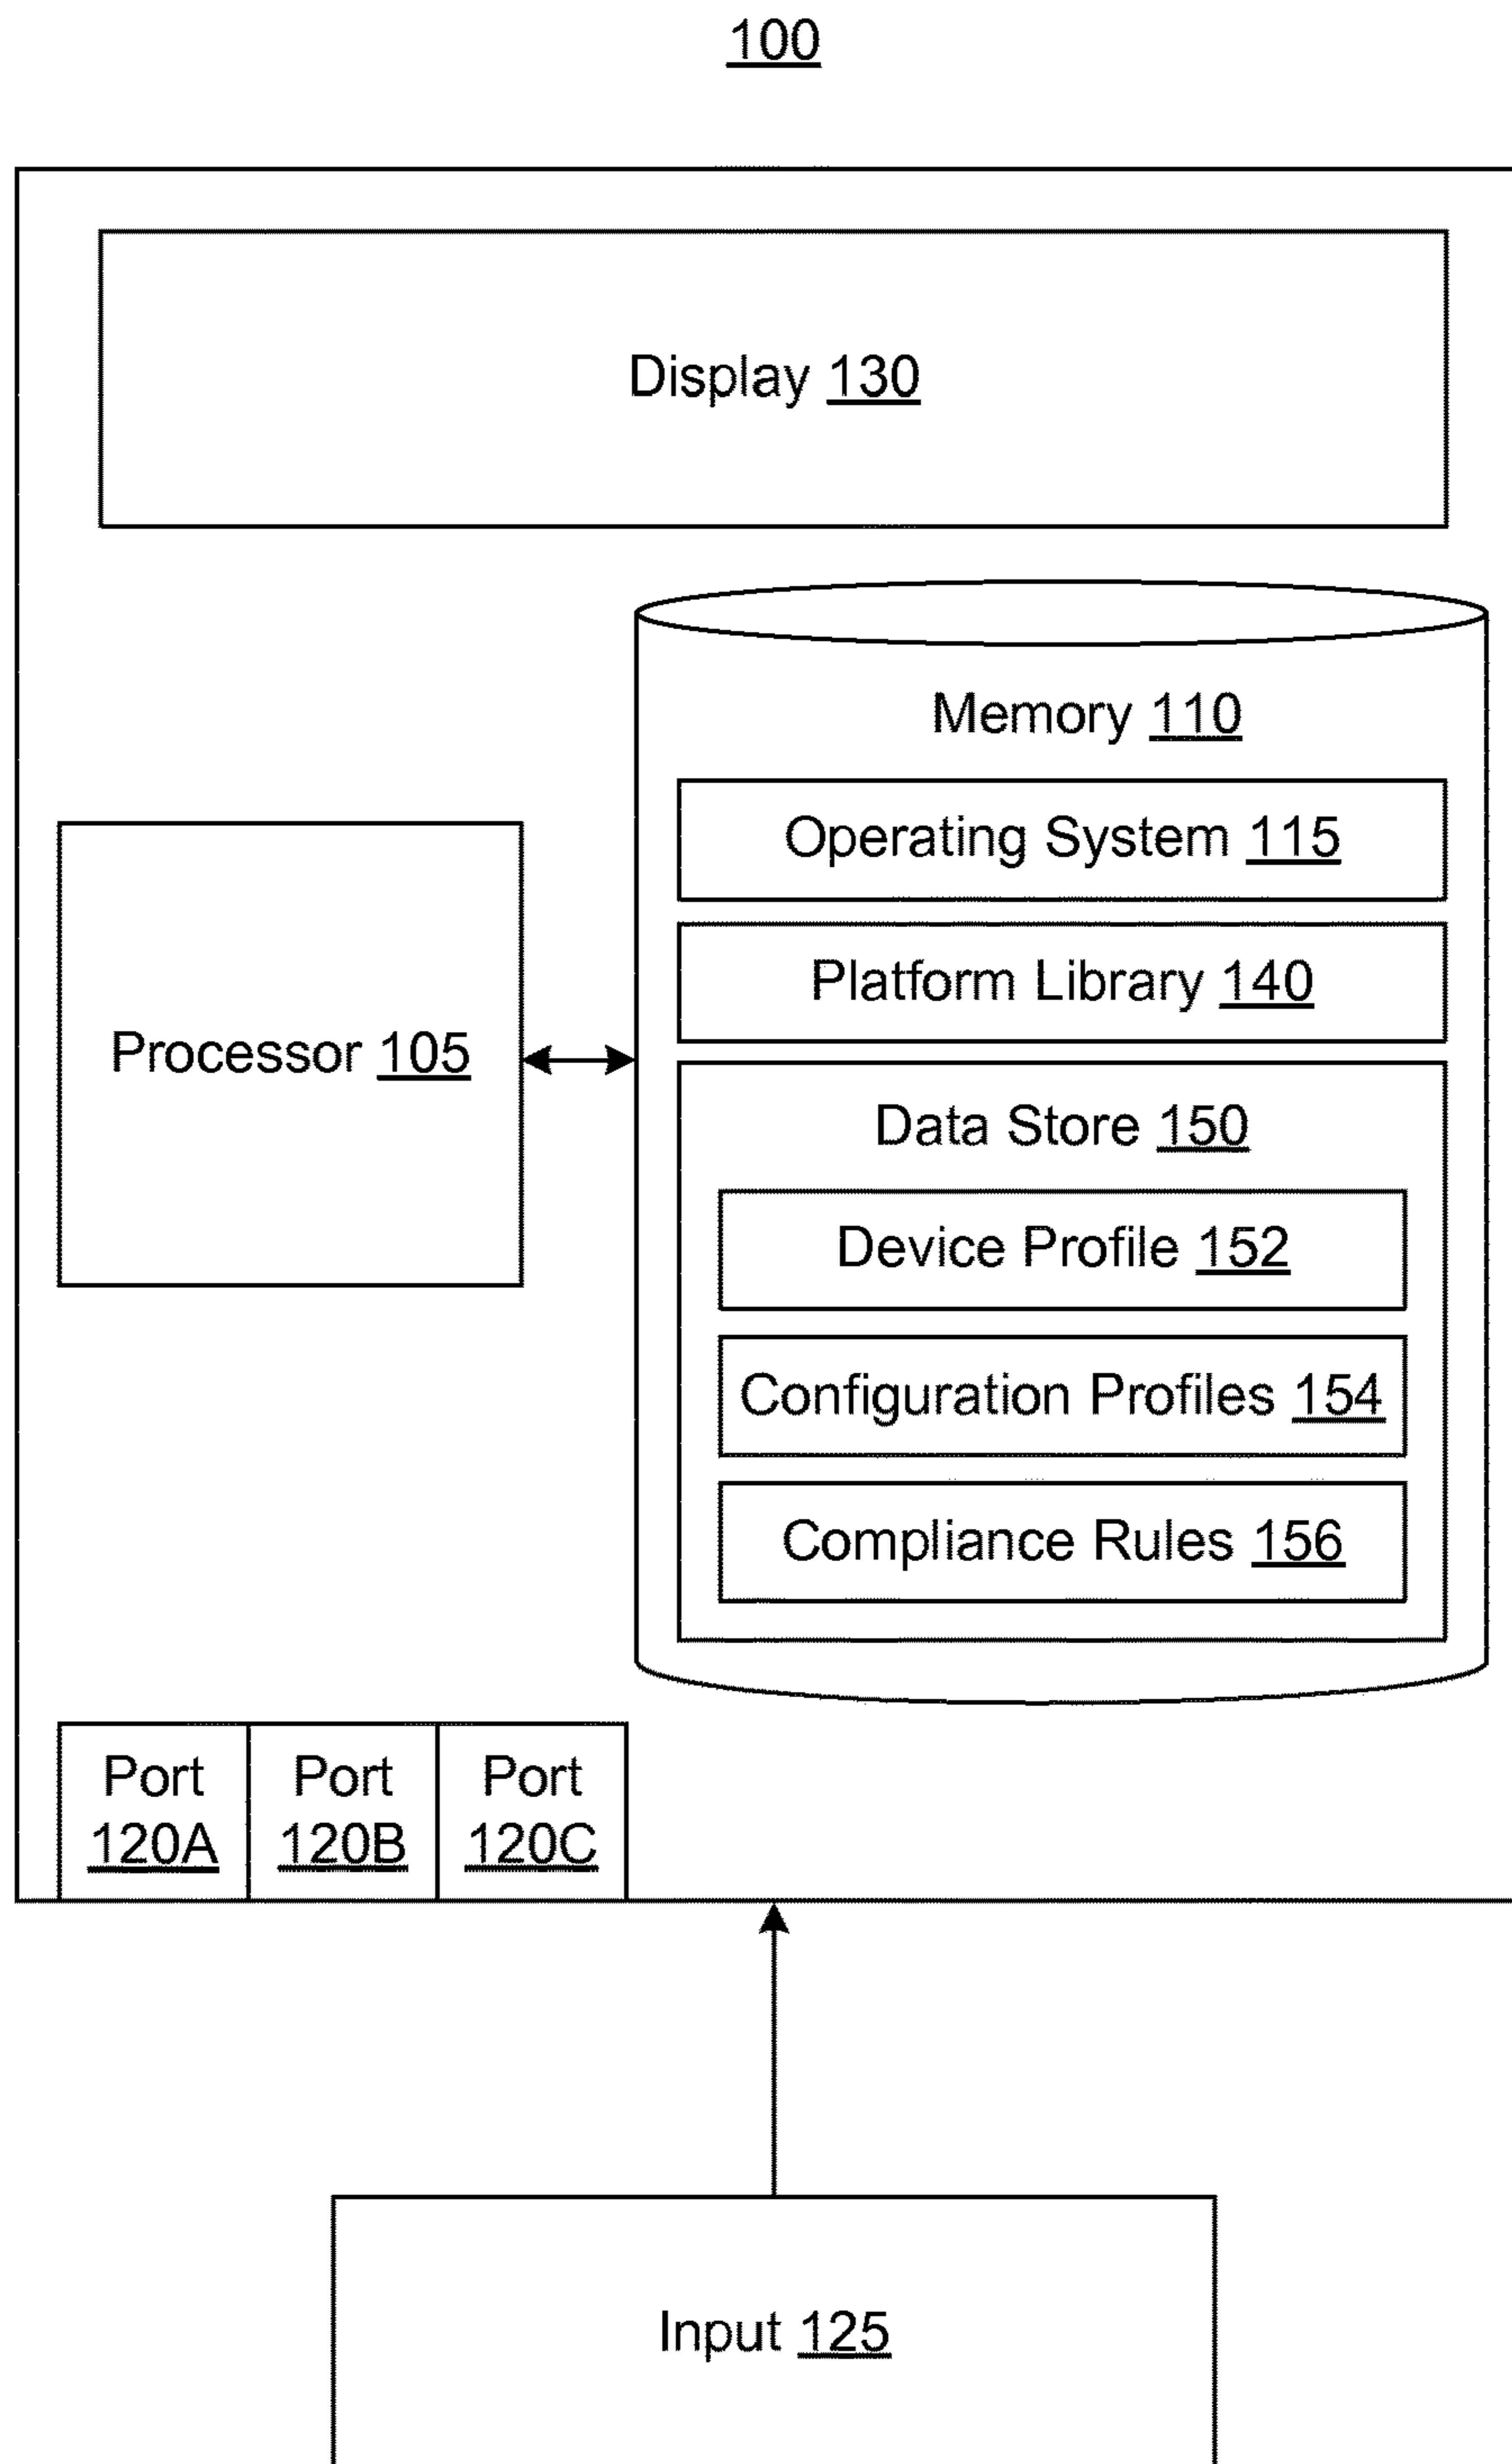 100
Display 130
Memory 110
Operating System 115
Platform Library 140
Processor 105
Data Store 150
Device Profile 152
Configuration Profiles 154
Compliance Rules 156
Port
120A
Port
120B
Port
120C
Input 125